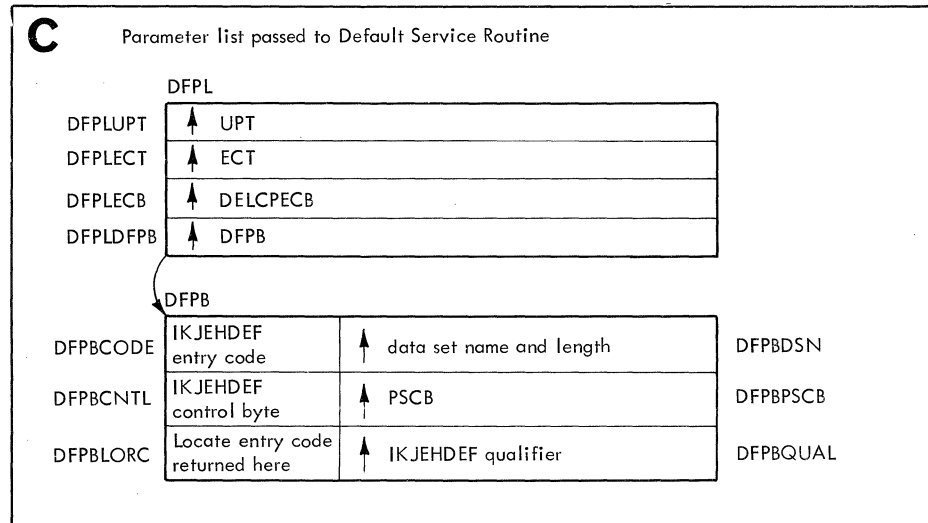 C Parameter list passed to Default Service Routine
DFPL
DFPLUPT UPT
DFPLECT ECT
DFPLECB DELCPECB
DFPLDFPB DFPB
DFPB
DFPBCODE IKJEHDEF entry code data set name and length DFPBDSN
DFPBCNTL IKJEHDEF control byte PSCB DFPBPSCB
DFPBLORC Locate entry code returned here IKJEHDEF qualifier DFPBQUAL